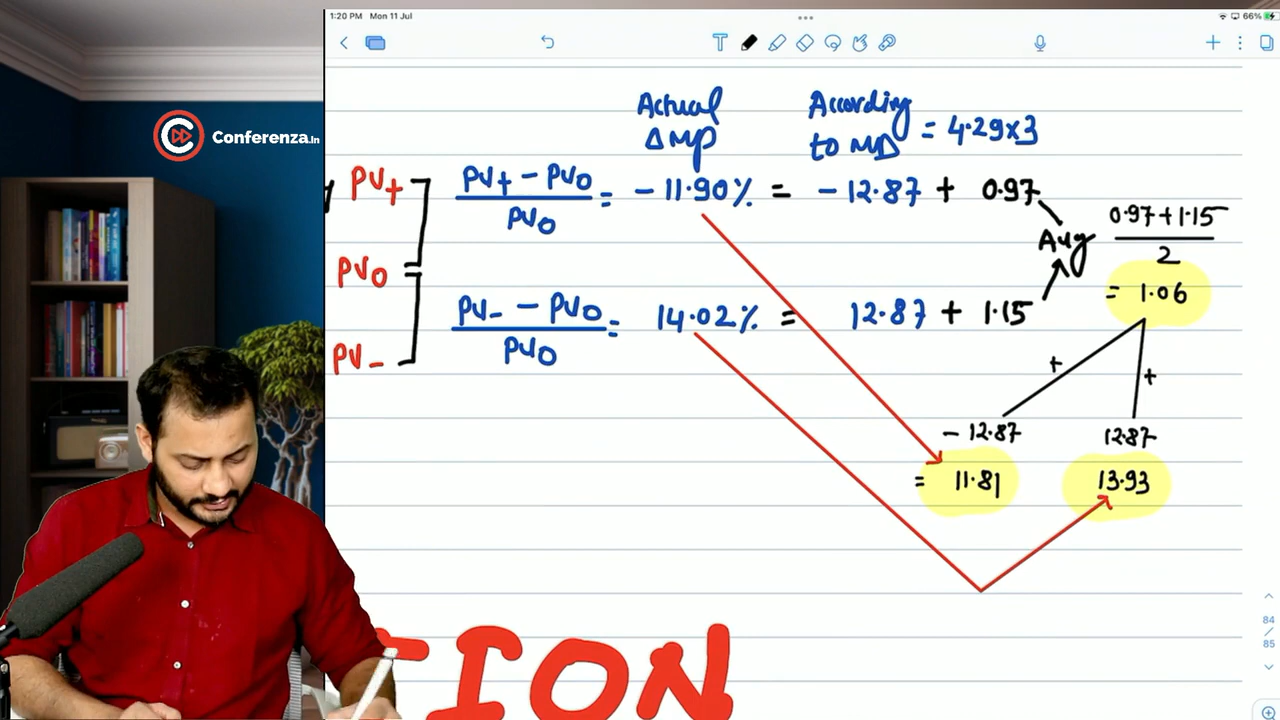 1:20 PM Mon 11 Jul
66%
Conferenza.in
Actual ΔMP
According to MD = 4.29x3
PV+
PV+ - PV0 / PV0 = -11.90% = -12.87 + 0.97
Avg
0.97+1.15 / 2
= 1.06
PV0
PV- - PV0 / PV0 = 14.02% = 12.87 + 1.15
PV-
+ +
-12.87 12.87
= 11.81 13.93
TION
84
/
85